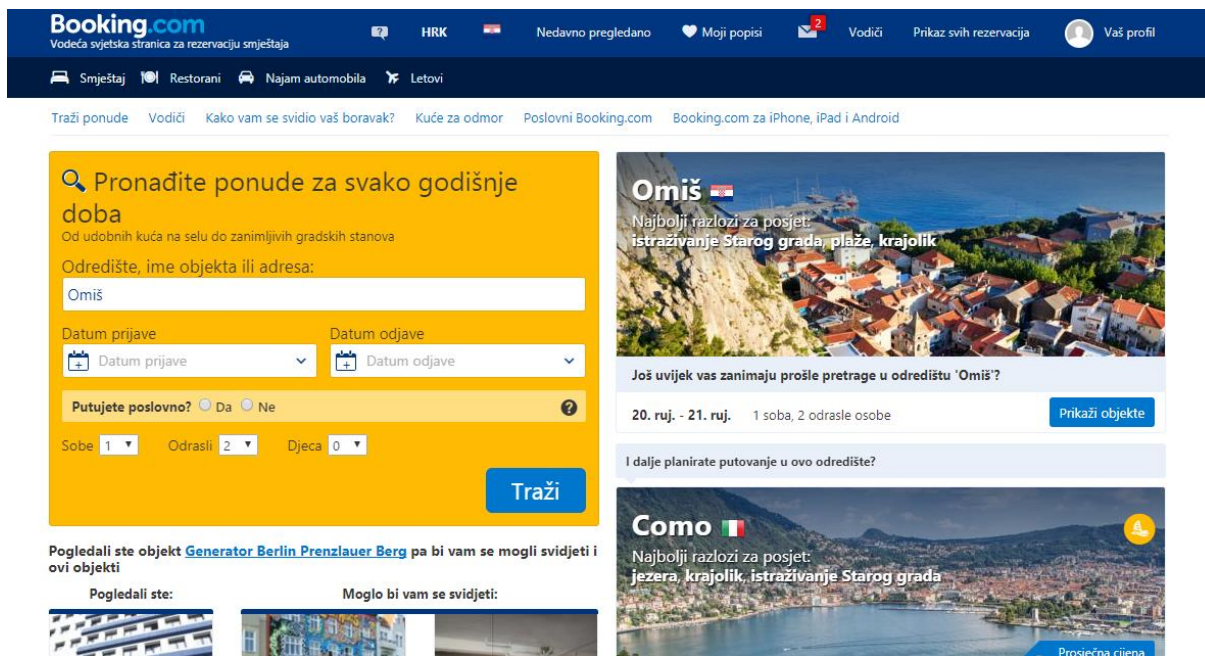 Booking.com
Vodeća svjetska stranica za rezervaciju smještaja
HRK
Nedavno pregledano
Moji popisi
2
Vodiči
Prikaz svih rezervacija
Vaš profil
Smještaj
Restorani
Najam automobila
Letovi
Traži ponude
Vodiči
Kako vam se svidio vaš boravak?
Kuće za odmor
Poslovni Booking.com
Booking.com za iPhone, iPad i Android
Pronađite ponude za svako godišnje
doba
Od udobnih kuća na selu do zanimljivih gradskih stanova
Odredište, ime objekta ili adresa:
Omiš
Datum prijave
Datum odjave
Datum prijave
Datum odjave
Putujete poslovno? Da Ne
Sobe 1 Odrasli 2 Djeca 0
Traži
Pogledali ste objekt Generator Berlin Prenzlauer Berg pa bi vam se mogli svidjeti i
ovi objekti
Pogledali ste:
Moglo bi vam se svidjeti:
Omiš
Najbolji razlozi za posjet:
istraživanje Starog grada, plaže, krajolik
Još uvijek vas zanimaju prošle pretrage u odredištu 'Omiš'?
20. ruj. - 21. ruj. 1 soba, 2 odrasle osobe
Prikaži objekte
I dalje planirate putovanje u ovo odredište?
Como
Najbolji razlozi za posjet:
jezera, krajolik, istraživanje Starog grada
Prosječna cijena